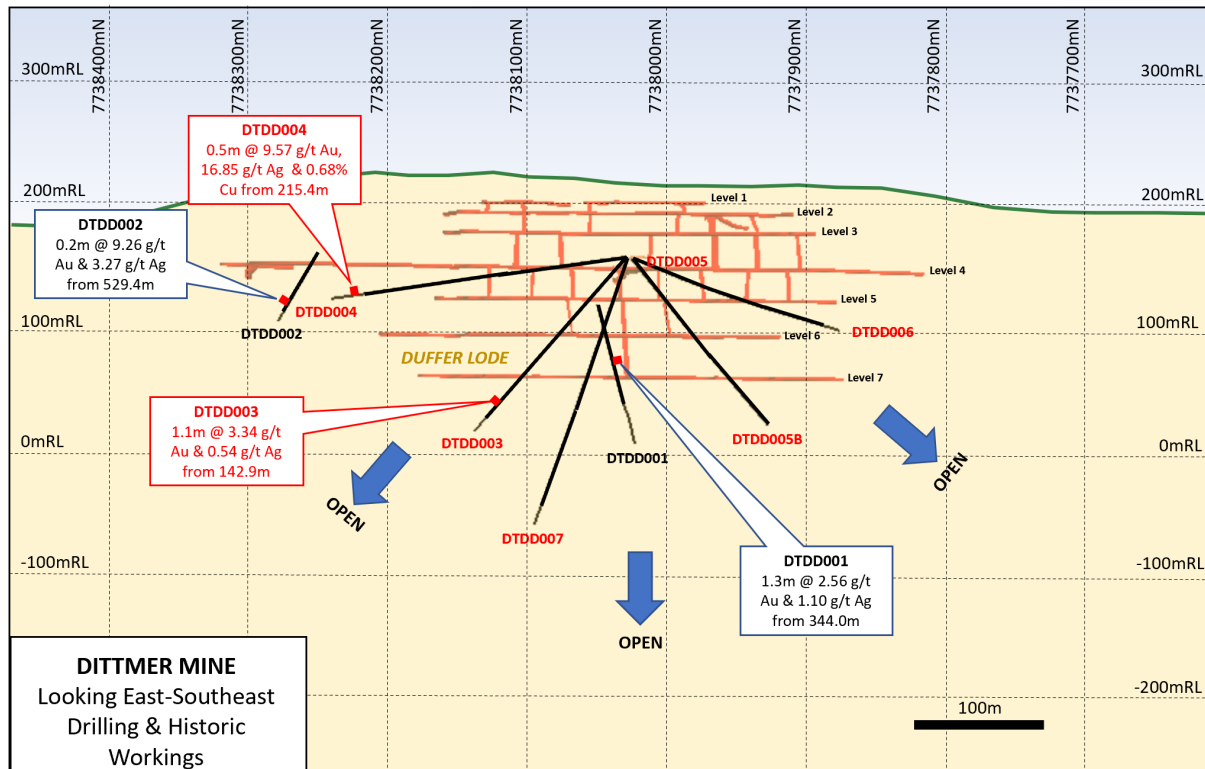 7738400mN
7738300mN
7738200mN
7738100mN
7738000mN
7737900mN
7737800mN
7737700mN
300mRL
300mRL
DTDD004
0.5m @ 9.57 g/t Au,
16.85 g/t Ag & 0.68%
Cu from 215.4m
200mRL
200mRL
Level 1
Level 2
Level 3
DTDD002
0.2m @ 9.26 g/t
Au & 3.27 g/t Ag
from 529.4m
DTDD005
Level 4
DTDD004
Level 5
DTDD002
100mRL
100mRL
DTDD006
Level 6
DUFFER LODE
Level 7
DTDD003
1.1m @ 3.34 g/t
Au & 0.54 g/t Ag
from 142.9m
DTDD003
DTDD005B
0mRL
0mRL
DTDD001
OPEN
OPEN
DTDD007
-100mRL
-100mRL
DTDD001
1.3m @ 2.56 g/t
Au & 1.10 g/t Ag
from 344.0m
OPEN
DITTMER MINE
Looking East-Southeast
Drilling & Historic
Workings
-200mRL
100m